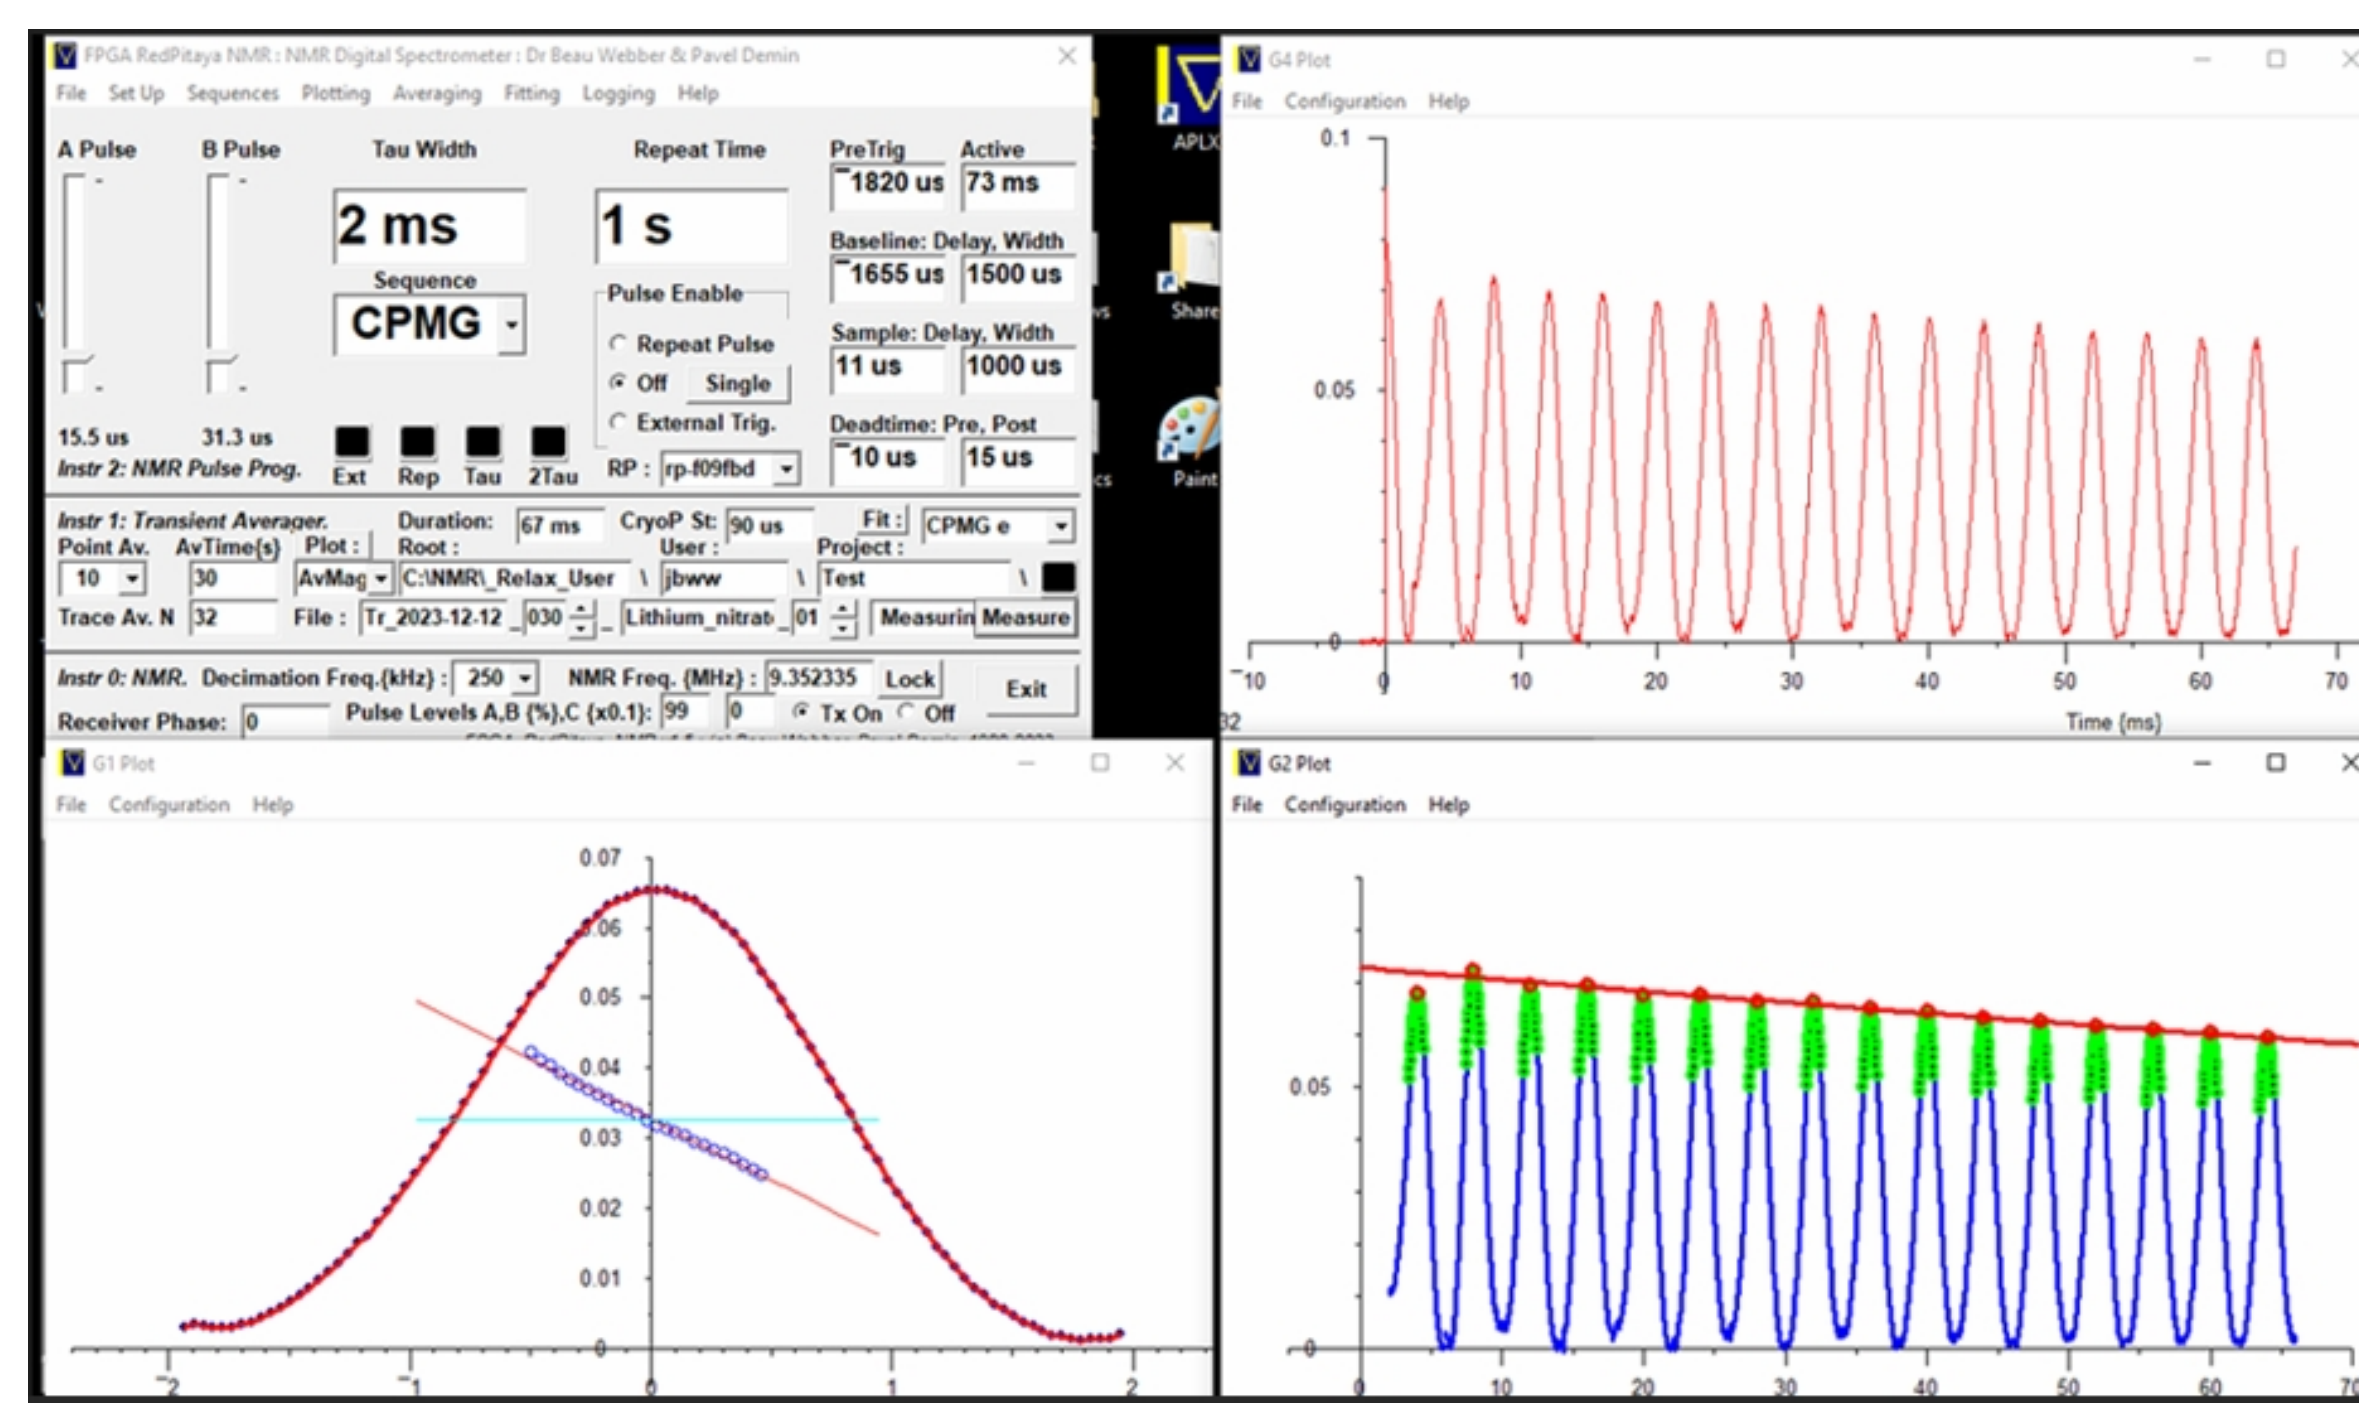 FPGA RedPitaya NMR : NMR Digital Spectrometer : Dr Beau Webber & Pavel Demin
File Set Up Sequences Plotting Averaging Fitting Logging Help
A Pulse B Pulse Tau Width Repeat Time PreTrig Active
2 ms 1 s ¯1820 us 73 ms
Baseline: Delay, Width
¯1655 us 1500 us
Sequence
CPMG
Pulse Enable
Repeat Pulse
Off Single
External Trig.
Sample: Delay, Width
11 us 1000 us
Deadtime: Pre, Post
¯10 us 15 us
15.5 us 31.3 us
Instr 2: NMR Pulse Prog. Ext Rep Tau 2Tau RP : rp-f09fbd
Instr 1: Transient Averager. Duration: 67 ms CryoP St: 90 us Fit : CPMG e
Point Av. AvTime{s} Plot : Root : User : Project :
10 30 AvMag C:\NMR\_Relax_User \ jbww \ Test \
Trace Av. N 32 File : Tr_2023-12-12 _ 030 _ Lithium_nitrat _ 01 Measurin Measure
Instr 0: NMR. Decimation Freq.{kHz} : 250 NMR Freq. {MHz} : 9.352335 Lock Exit
Receiver Phase: 0 Pulse Levels A,B {%},C {x0.1}: 99 0 Tx On Off
APLX
Share
Paint
vs
cs
G4 Plot
File Configuration Help
0.1
0.05
0
¯10 0 10 20 30 40 50 60 70
32 Time {ms}
G1 Plot
File Configuration Help
0.07
0.06
0.05
0.04
0.03
0.02
0.01
0
¯2 ¯1 0 1 2
G2 Plot
File Configuration Help
0.05
0
0 10 20 30 40 50 60 70